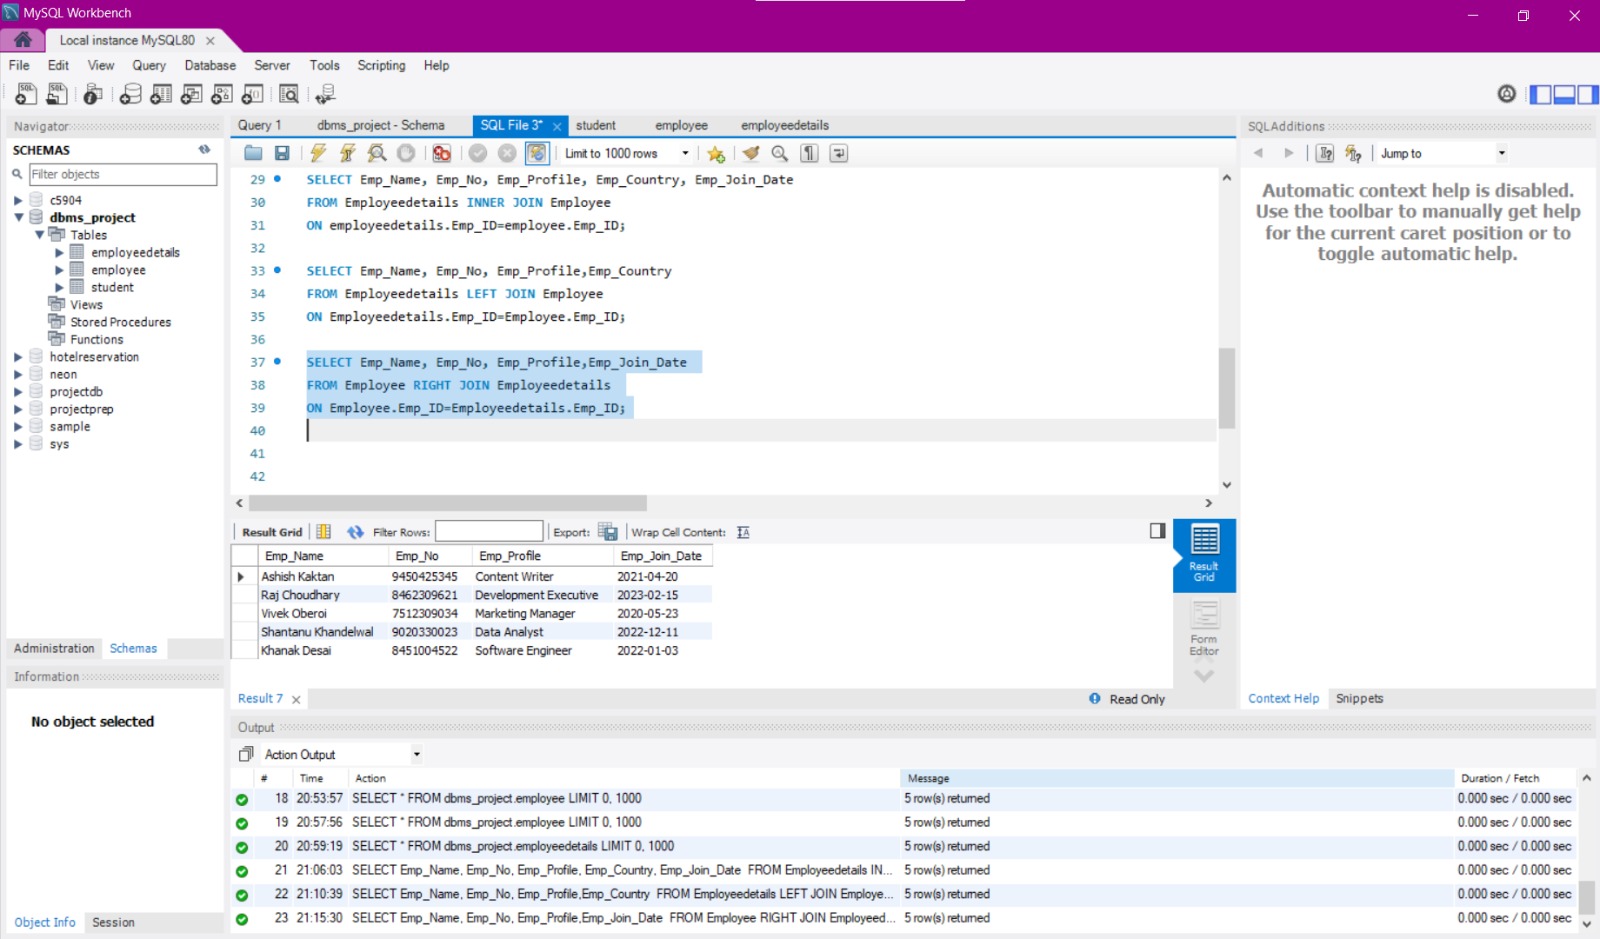 MySQL Workbench
Local instance MySQL80
File Edit View Query Database Server Tools Scripting Help
Navigator
SCHEMAS
Filter objects
c5904
dbms_project
Tables
employeedetails
employee
student
Views
Stored Procedures
Functions
hotelreservation
neon
projectdb
projectprep
sample
sys
Administration Schemas
Information
No object selected
Object Info Session
Query 1 dbms_project - Schema SQL File 3* student employee employeedetails
Limit to 1000 rows
29 SELECT Emp_Name, Emp_No, Emp_Profile, Emp_Country, Emp_Join_Date
30 FROM Employeedetails INNER JOIN Employee
31 ON employeedetails.Emp_ID=employee.Emp_ID;
32
33 SELECT Emp_Name, Emp_No, Emp_Profile,Emp_Country
34 FROM Employeedetails LEFT JOIN Employee
35 ON Employeedetails.Emp_ID=Employee.Emp_ID;
36
37 SELECT Emp_Name, Emp_No, Emp_Profile,Emp_Join_Date
38 FROM Employee RIGHT JOIN Employeedetails
39 ON Employee.Emp_ID=Employeedetails.Emp_ID;
40
41
42
Result Grid Filter Rows: Export: Wrap Cell Content:
Emp_Name Emp_No Emp_Profile Emp_Join_Date
Ashish Kaktan 9450425345 Content Writer 2021-04-20
Raj Choudhary 8462309621 Development Executive 2023-02-15
Vivek Oberoi 7512309034 Marketing Manager 2020-05-23
Shantanu Khandelwal 9020330023 Data Analyst 2022-12-11
Khanak Desai 8451004522 Software Engineer 2022-01-03
Result Grid
Form Editor
Result 7 Read Only
SQLAdditions
Jump to
Automatic context help is disabled.
Use the toolbar to manually get help
for the current caret position or to
toggle automatic help.
Context Help Snippets
Output
Action Output
# Time Action Message Duration / Fetch
18 20:53:57 SELECT * FROM dbms_project.employee LIMIT 0, 1000 5 row(s) returned 0.000 sec / 0.000 sec
19 20:57:56 SELECT * FROM dbms_project.employee LIMIT 0, 1000 5 row(s) returned 0.000 sec / 0.000 sec
20 20:59:19 SELECT * FROM dbms_project.employeedetails LIMIT 0, 1000 5 row(s) returned 0.000 sec / 0.000 sec
21 21:06:03 SELECT Emp_Name, Emp_No, Emp_Profile, Emp_Country, Emp_Join_Date FROM Employeedetails IN... 5 row(s) returned 0.000 sec / 0.000 sec
22 21:10:39 SELECT Emp_Name, Emp_No, Emp_Profile,Emp_Country FROM Employeedetails LEFT JOIN Employe... 5 row(s) returned 0.000 sec / 0.000 sec
23 21:15:30 SELECT Emp_Name, Emp_No, Emp_Profile,Emp_Join_Date FROM Employee RIGHT JOIN Employeed... 5 row(s) returned 0.000 sec / 0.000 sec